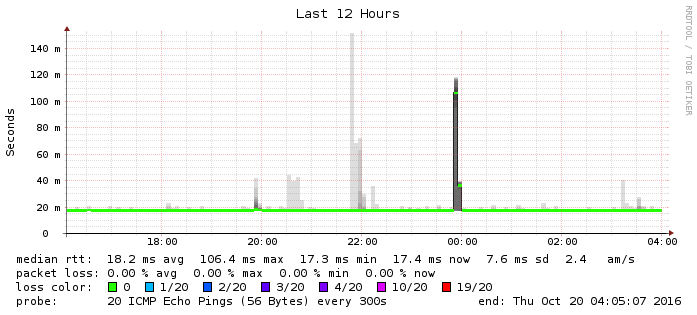 Last 12 Hours
RRDTOOL / TOBI OETIKER
Seconds
140 m
120 m
100 m
80 m
60 m
40 m
20 m
0
18:00 20:00 22:00 00:00 02:00 04:00
median rtt: 18.2 ms avg 106.4 ms max 17.3 ms min 17.4 ms now 7.6 ms sd 2.4 am/s
packet loss: 0.00 % avg 0.00 % max 0.00 % min 0.00 % now
loss color: 0 1/20 2/20 3/20 4/20 10/20 19/20
probe: 20 ICMP Echo Pings (56 Bytes) every 300s end: Thu Oct 20 04:05:07 2016